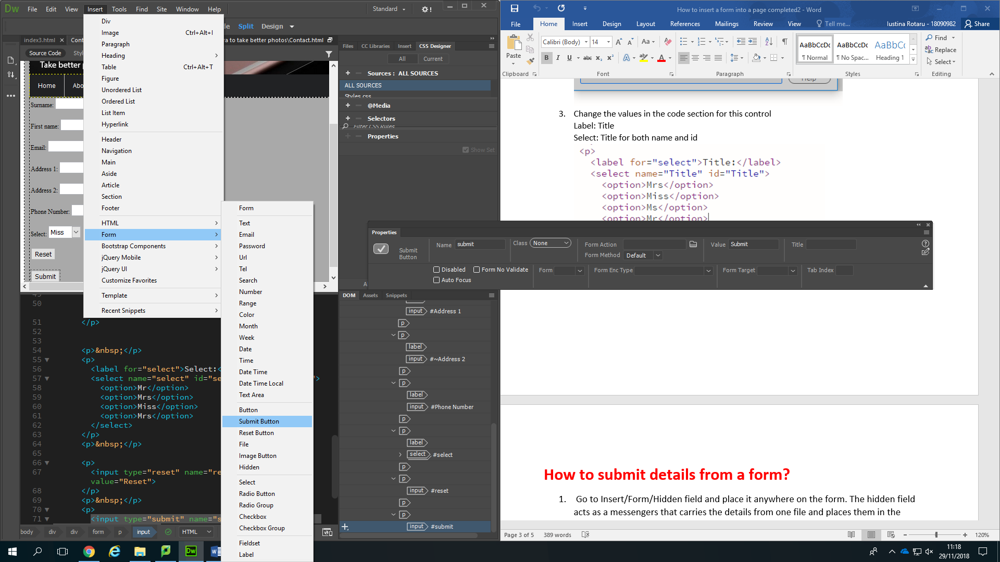 Dw File Edit View Insert Tools Find Site Window Help Standard
Split Design
index3.html ra to take better photos\Contact.html
Source Code
Take better
Home
Surname:
First name:
Email:
Address 1:
Address 2:
Phone Number:
Select: Miss
Reset
Submit
Div
Image Ctrl+Alt+I
Paragraph
Heading
Table Ctrl+Alt+T
Figure
Unordered List
Ordered List
List Item
Hyperlink
Header
Navigation
Main
Aside
Article
Section
Footer
HTML
Form
Bootstrap Components
jQuery Mobile
jQuery UI
Customize Favorites
Template
Recent Snippets
Form
Text
Email
Password
Url
Tel
Search
Number
Range
Color
Month
Week
Date
Time
Date Time
Date Time Local
Text Area
Button
Submit Button
Reset Button
File
Image Button
Hidden
Select
Radio Button
Radio Group
Checkbox
Checkbox Group
Fieldset
Label
50
51 </p>
52
53
54 <p>&nbsp;</p>
55 <p>
56 <label for="select">Select:<
57 <select name="select" id="se ">
58 <option>Mr</option>
59 <option>Mrs</option>
60 <option>Miss</option>
61 <option>Mrs</option>
62 </select>
63 </p>
64 <p>&nbsp;</p>
65
66 <p>
67 <input type="reset" name="re
value="Reset">
68 </p>
69 <p>&nbsp;</p>
70 <p>
71 <input type="submit" name="s
body div div form p input HTML
Files CC Libraries Insert CSS Designer
All Current
Sources : ALL SOURCES
ALL SOURCES
Styles.css
@Media
Selectors
Filter CSS Rules
Properties
Show Set
DOM Assets Snippets
input #Address 1
p
p
label
input #~Address 2
p
p
label
input #Phone Number
p
p
label
select #select
p
p
input #reset
p
p
input #submit
Properties
Submit Button Name submit Class None Form Action Value Submit Title
Form Method Default
Disabled Form No Validate Form Form Enc Type Form Target Tab Index
Auto Focus
How to insert a form into a page completed2 - Word
File Home Insert Design Layout References Mailings Review View Tell me... Iustina Rotaru - 18090982 Share
Paste Calibri (Body) 14 Find
Replace
Select
¶ Normal ¶ No Spac... Heading 1
Clipboard Font Paragraph Styles Editing
Help
3. Change the values in the code section for this control
Label: Title
Select: Title for both name and id
<p>
<label for="select">Title:</label>
<select name="Title" id="Title">
<option>Mrs</option>
<option>Miss</option>
<option>Ms</option>
<option>Mr</option>
How to submit details from a form?
1. Go to Insert/Form/Hidden field and place it anywhere on the form. The hidden field
acts as a messengers that carries the details from one file and places them in the
Page 3 of 5 389 words 120%
11:18
29/11/2018